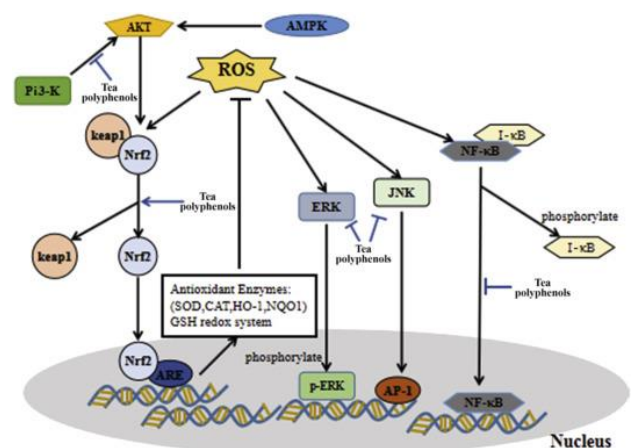 AKT
AMPK
Pi3-K
Tea
polyphenols
ROS
keap1
Nrf2
I-κB
NF-κB
Tea
polyphenols
ERK
JNK
phosphorylate
keap1
Nrf2
Tea
polyphenols
I-κB
Antioxidant Enzymes:
(SOD,CAT,HO-1,NQO1)
GSH redox system
Tea
polyphenols
Nrf2
ARE
phosphorylate
p-ERK
AP-1
NF-κB
Nucleus